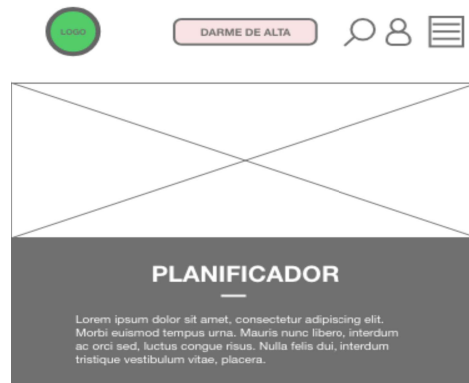 LOGO
DARME DE ALTA
PLANIFICADOR
Lorem ipsum dolor sit amet, consectetur adipiscing elit.
Morbi euismod tempus urna. Mauris nunc libero, interdum
ac orci sed, luctus congue risus. Nulla felis dui, interdum
tristique vestibulum vitae, placera.